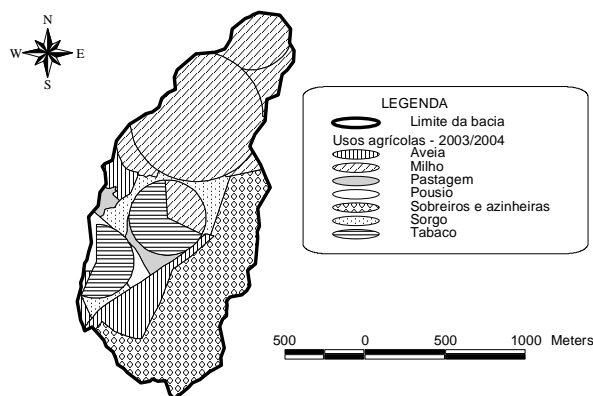 N
W E
S
LEGENDA
Limite da bacia
Usos agrícolas - 2003/2004
Aveia
Milho
Pastagem
Pousio
Sobreiros e azinheiras
Sorgo
Tabaco
500 0 500 1000 Meters